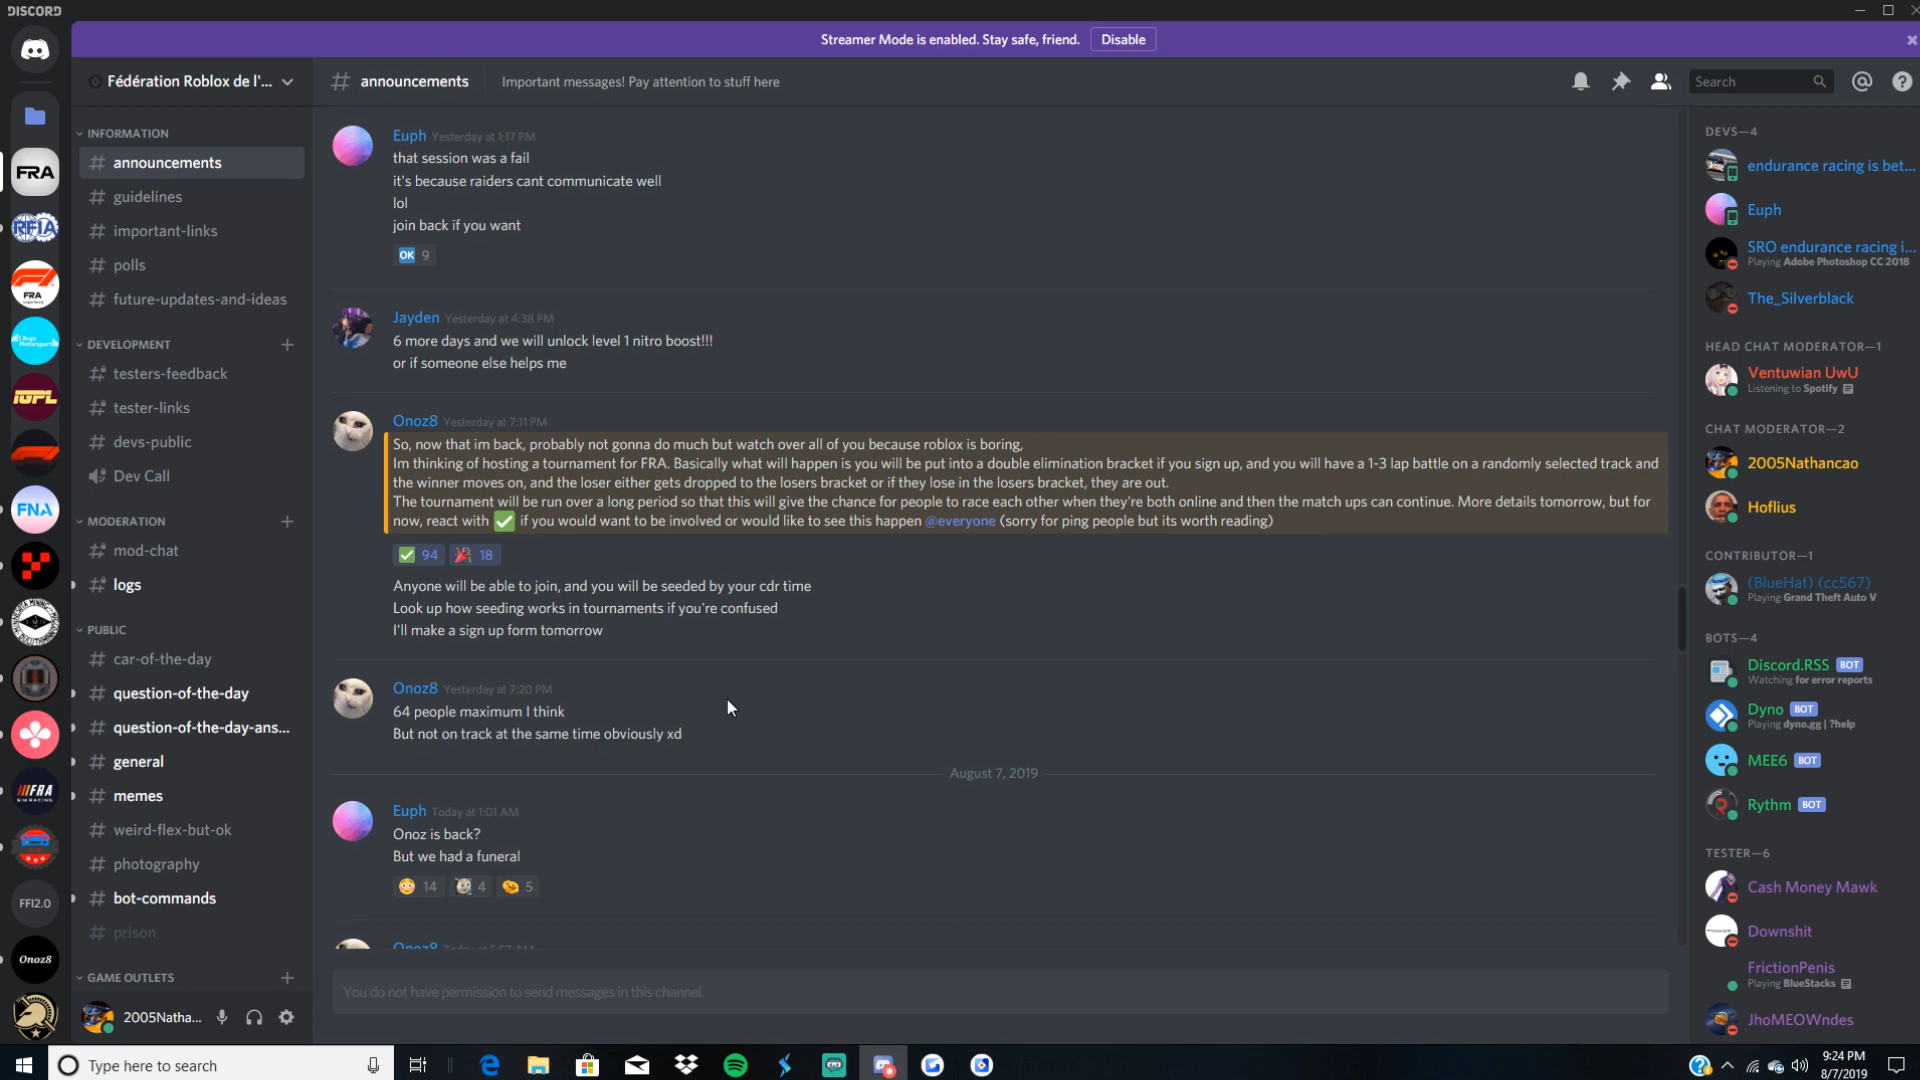 DISCORD
Streamer Mode is enabled. Stay safe, friend. Disable
Fédération Roblox de l'...
announcements
Important messages! Pay attention to stuff here
Search
INFORMATION
announcements
guidelines
important-links
polls
future-updates-and-ideas
DEVELOPMENT
testers-feedback
tester-links
devs-public
Dev Call
MODERATION
mod-chat
logs
PUBLIC
car-of-the-day
question-of-the-day
question-of-the-day-ans...
general
memes
weird-flex-but-ok
photography
bot-commands
prison
GAME OUTLETS
2005Natha...
FRA
RFIA
FRA
IGPL
FNA
FRA
SIM RACING
FFI2.0
Onoz8
Euph Yesterday at 1:17 PM
that session was a fail
it's because raiders cant communicate well
lol
join back if you want
OK 9
Jayden Yesterday at 4:38 PM
6 more days and we will unlock level 1 nitro boost!!!
or if someone else helps me
Onoz8 Yesterday at 7:11 PM
So, now that im back, probably not gonna do much but watch over all of you because roblox is boring,
Im thinking of hosting a tournament for FRA. Basically what will happen is you will be put into a double elimination bracket if you sign up, and you will have a 1-3 lap battle on a randomly selected track and
the winner moves on, and the loser either gets dropped to the losers bracket or if they lose in the losers bracket, they are out.
The tournament will be run over a long period so that this will give the chance for people to race each other when they're both online and then the match ups can continue. More details tomorrow, but for
now, react with ✅ if you would want to be involved or would like to see this happen @everyone (sorry for ping people but its worth reading)
94 18
Anyone will be able to join, and you will be seeded by your cdr time
Look up how seeding works in tournaments if you're confused
I'll make a sign up form tomorrow
Onoz8 Yesterday at 7:20 PM
64 people maximum I think
But not on track at the same time obviously xd
August 7, 2019
Euph Today at 1:01 AM
Onoz is back?
But we had a funeral
14 4 5
Onoz8 Today at 5:57 AM
You do not have permission to send messages in this channel.
DEVS—4
endurance racing is bet...
Euph
SRO endurance racing i...
Playing Adobe Photoshop CC 2018
The_Silverblack
HEAD CHAT MODERATOR—1
Ventuwian UwU
Listening to Spotify
CHAT MODERATOR—2
2005Nathancao
Hoflius
CONTRIBUTOR—1
(BlueHat) (cc567)
Playing Grand Theft Auto V
BOTS—4
Discord.RSS BOT
Watching for error reports
Dyno BOT
Playing dyno.gg | ?help
MEE6 BOT
Rythm BOT
TESTER—6
Cash Money Mawk
Downshit
FrictionPenis
Playing BlueStacks
JhoMEOWndes
Type here to search
9:24 PM
8/7/2019